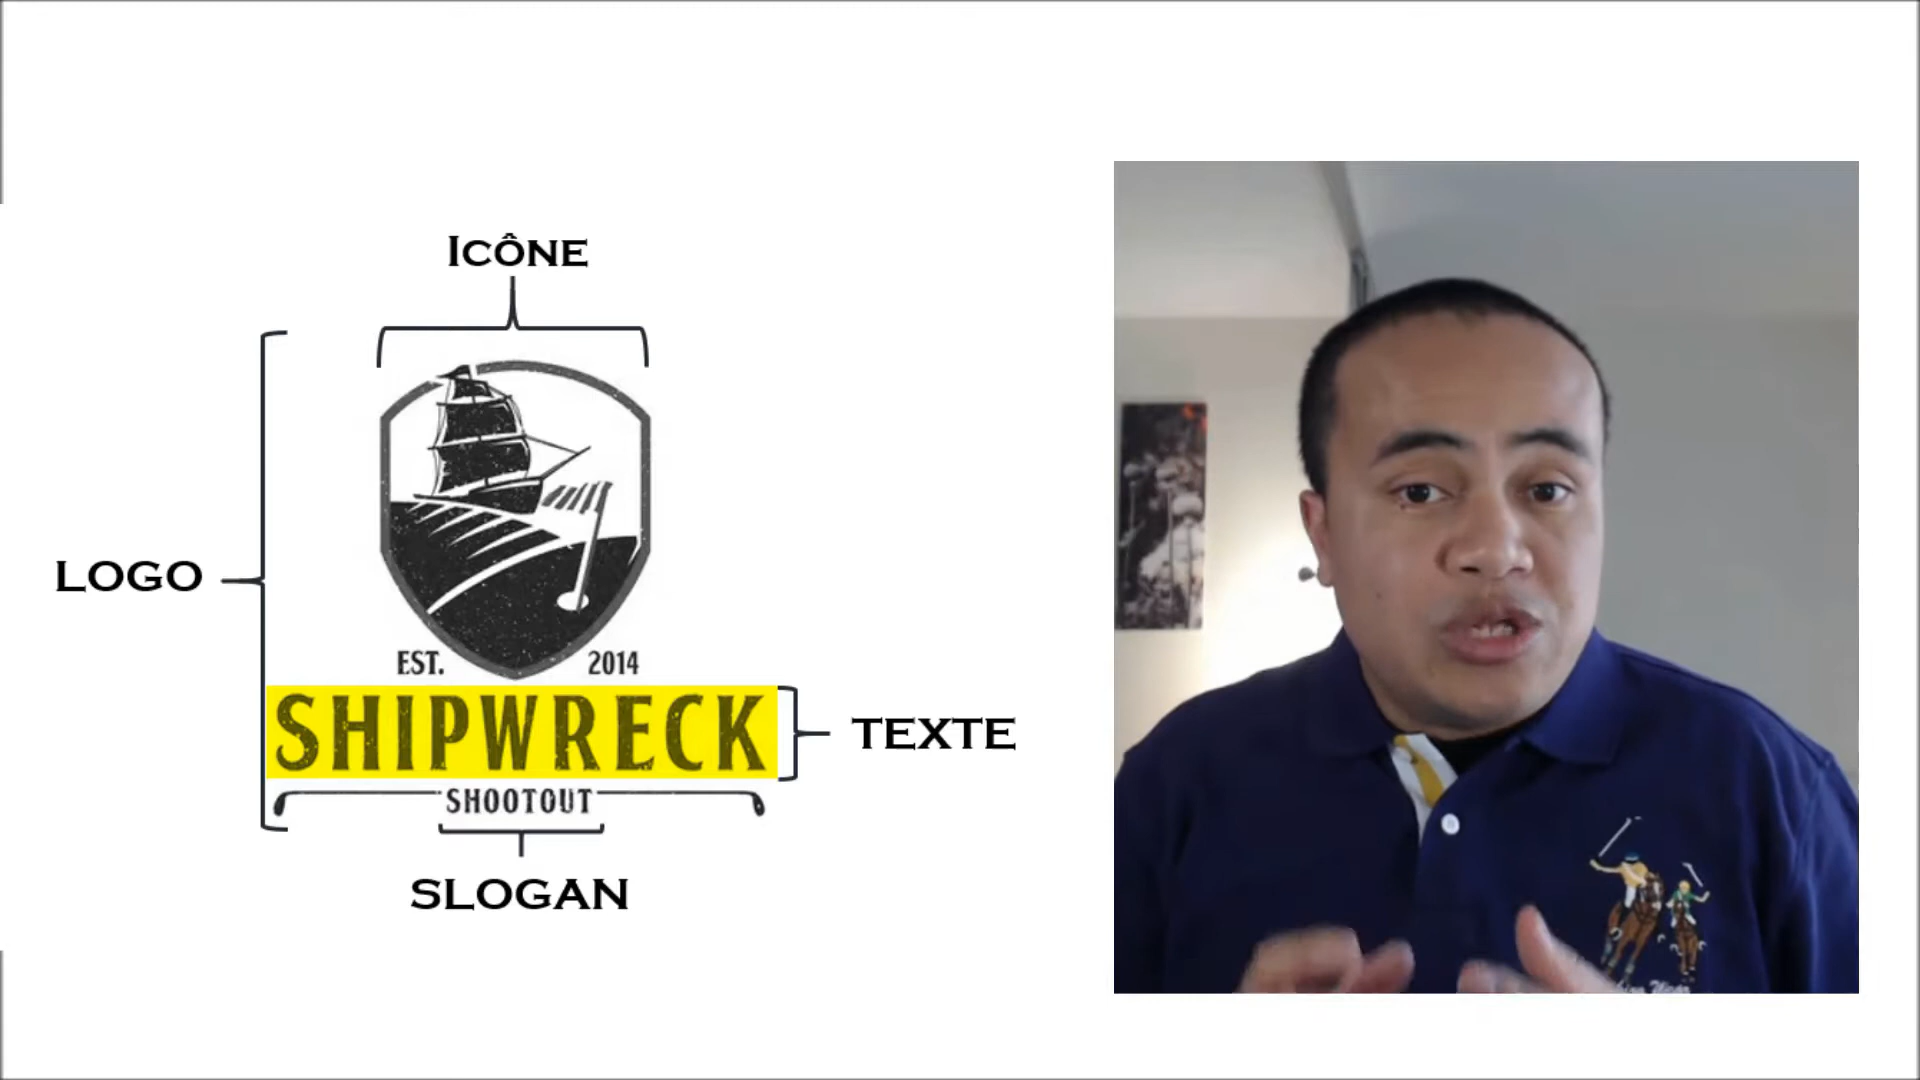 Icône
LOGO
EST. 2014
SHIPWRECK
TEXTE
SHOOTOUT
SLOGAN